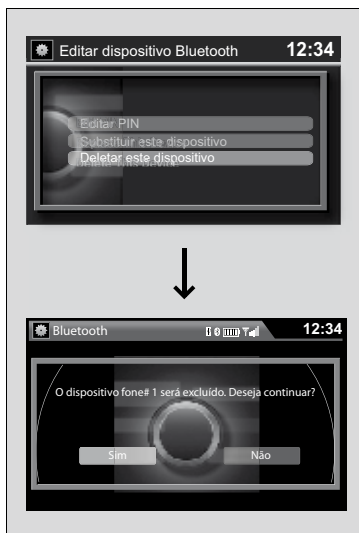 Editar dispositivo Bluetooth 12:34
Editar PIN
Substituir este dispositivo
Deletar este dispositivo
Bluetooth 12:34
O dispositivo fone# 1 será excluído. Deseja continuar?
Sim Não